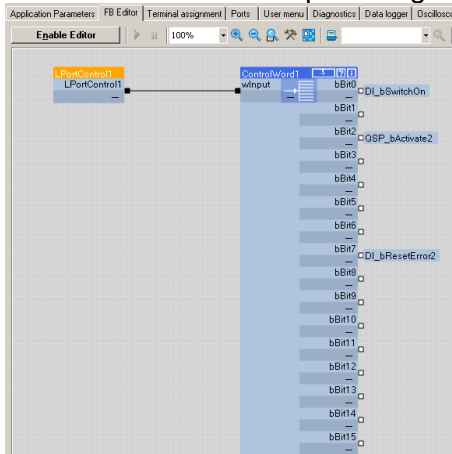 Application Parameters FB Editor Terminal assignment Ports User menu Diagnostics Data logger Oscillosco
Enable Editor 100%
LPortControl1
LPortControl1
ControlWord1
wInput
bBit0
DI_bSwitchOn
bBit1
bBit2
QSP_bActivate2
bBit3
bBit4
bBit5
bBit6
bBit7
DI_bResetError2
bBit8
bBit9
bBit10
bBit11
bBit12
bBit13
bBit14
bBit15